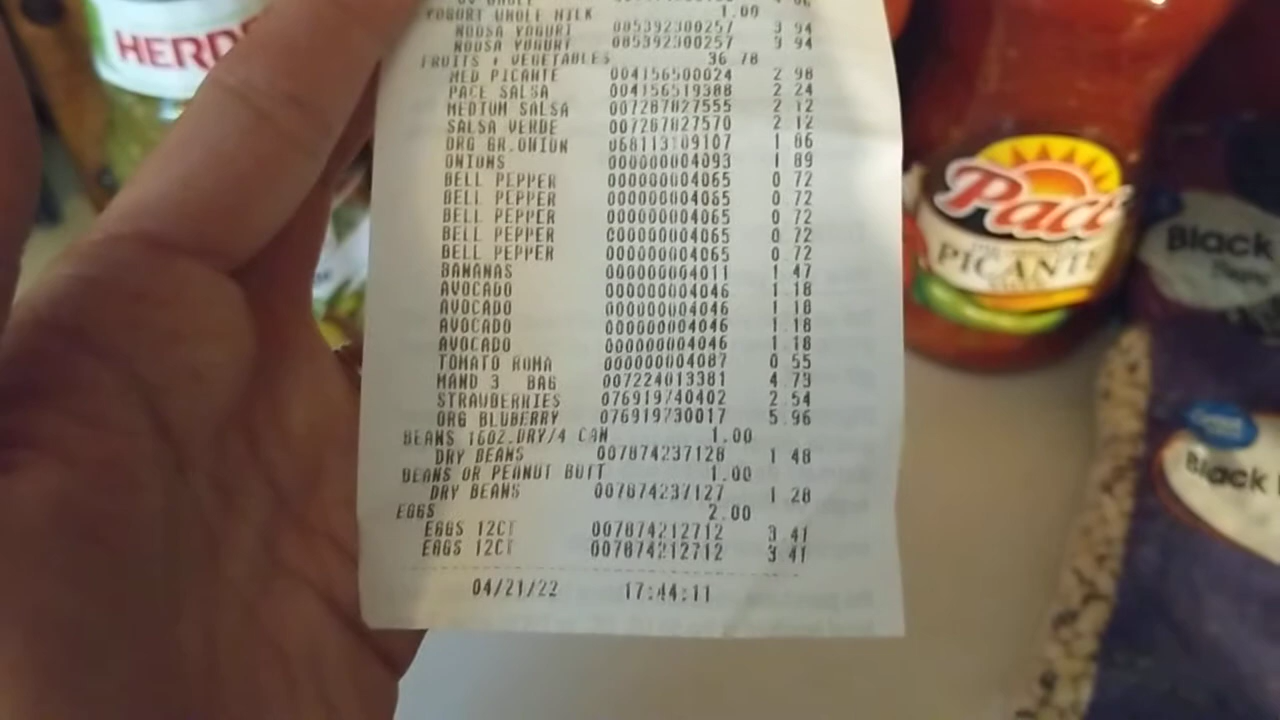 YOGURT WHOLE MILK 1.00
NOOSA YOGURT 085392300257 3 94
NOOSA YOGURT 085392300257 3 94
FRUITS + VEGETABLES 36 78
MED PICANTE 004156500024 2 98
PACE SALSA 004156519388 2 24
MEDIUM SALSA 007287827555 2 12
SALSA VERDE 007287827570 2 12
ORG GR.ONION 068113109107 1 86
ONIONS 000000004093 1 89
BELL PEPPER 000000004065 0 72
BELL PEPPER 000000004065 0 72
BELL PEPPER 000000004065 0 72
BELL PEPPER 000000004065 0 72
BELL PEPPER 000000004065 0 72
BANANAS 000000004011 1 47
AVOCADO 000000004046 1 18
AVOCADO 000000004046 1 18
AVOCADO 000000004046 1 18
AVOCADO 000000004046 1 18
TOMATO ROMA 000000004087 0 55
MAND 3 BAG 007224013381 4.73
STRAWBERRIES 076919740402 2.54
ORG BLUBERRY 076919730017 5.96
BEANS 16OZ.DRY/4 CAN 1.00
DRY BEANS 007874237128 1 48
BEANS OR PEANUT BUTT 1.00
DRY BEANS 007874237127 1 28
EGGS 2.00
EGGS 12CT 007874212712 3 41
EGGS 12CT 007874212712 3 41
04/21/22 17:44:11
HERD
Pace
PICANTE
Black
Great Value
Black